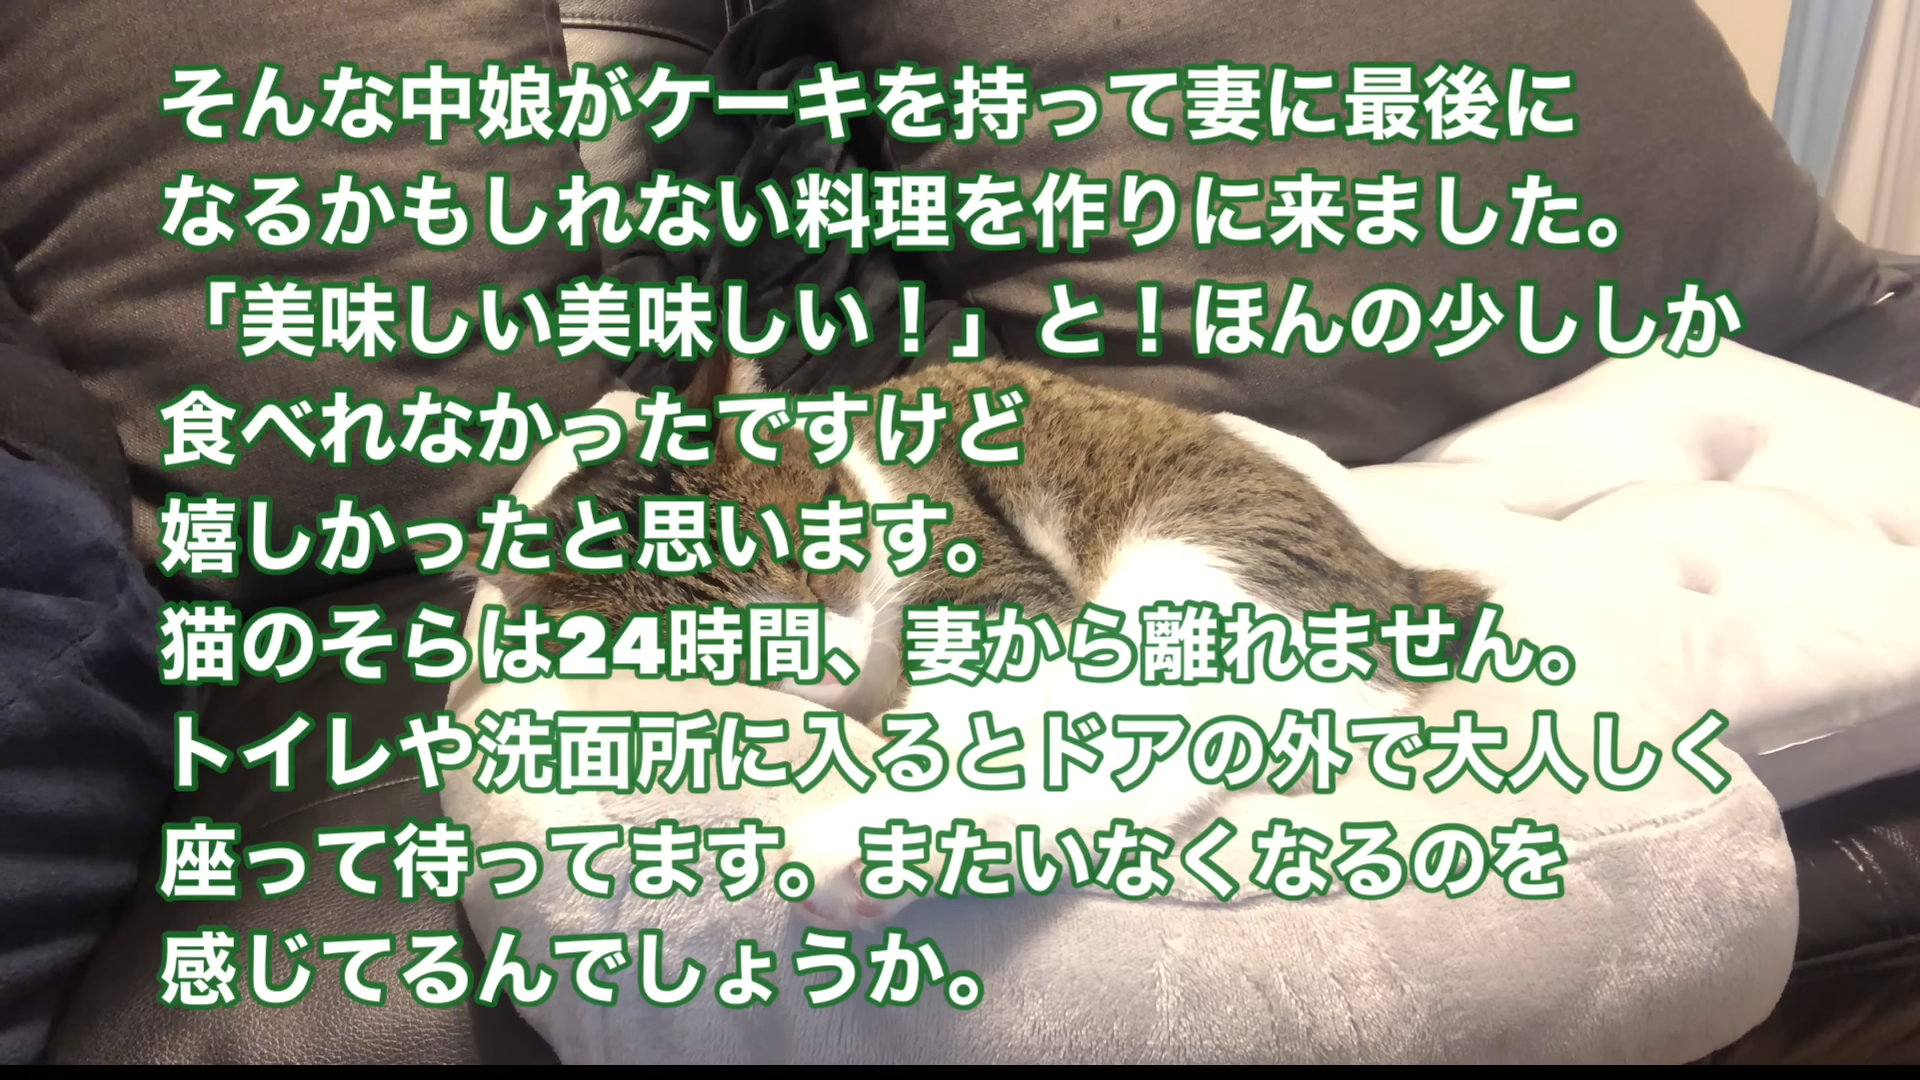 そんな中娘がケーキを持って妻に最後に
なるかもしれない料理を作りに来ました。
「美味しい美味しい！」と！ほんの少ししか
食べれなかったですけど
嬉しかったと思います。
猫のそらは24時間、妻から離れません。
トイレや洗面所に入るとドアの外で大人しく
座って待ってます。またいなくなるのを
感じてるんでしょうか。